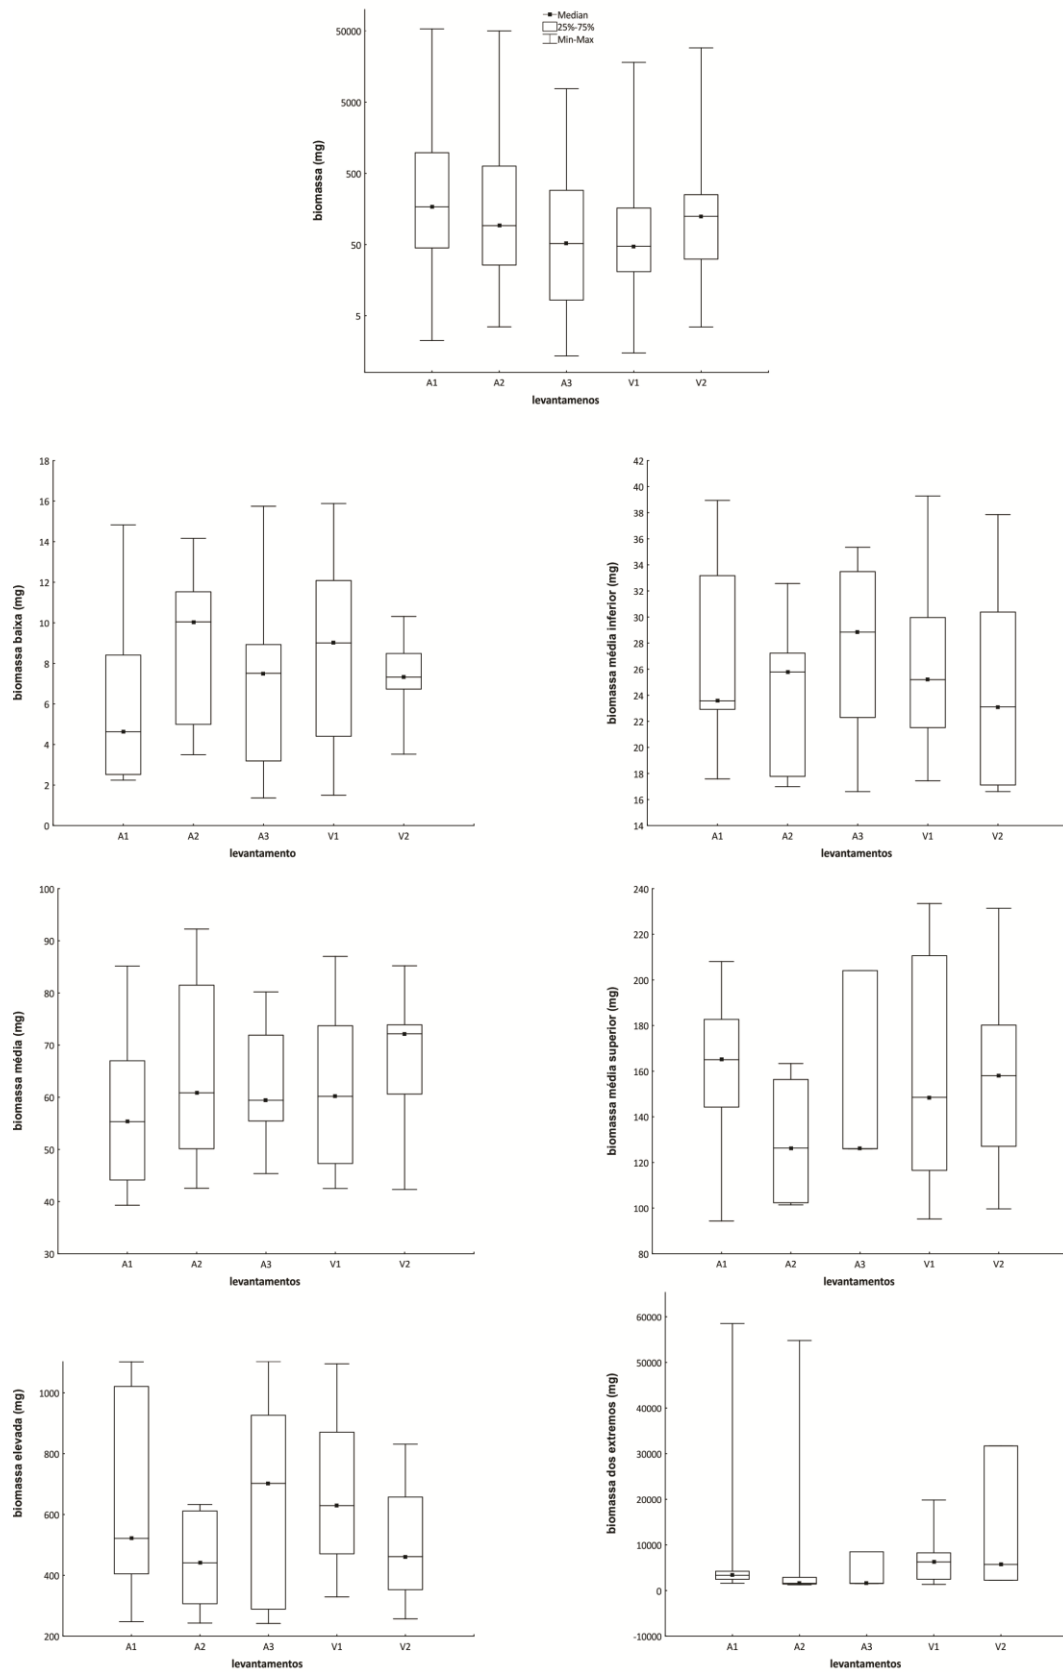 Median
25%-75%
Min-Max
biomassa (mg)
50000
5000
500
50
5
A1 A2 A3 V1 V2
levantamenos
biomassa baixa (mg)
18
16
14
12
10
8
6
4
2
0
A1 A2 A3 V1 V2
levantamento
biomassa média inferior (mg)
42
40
38
36
34
32
30
28
26
24
22
20
18
16
14
A1 A2 A3 V1 V2
levantamentos
biomassa média (mg)
100
90
80
70
60
50
40
30
A1 A2 A3 V1 V2
levantamentos
biomassa média superior (mg)
240
220
200
180
160
140
120
100
80
A1 A2 A3 V1 V2
levantamentos
biomassa elevada (mg)
1000
800
600
400
200
A1 A2 A3 V1 V2
levantamentos
biomassa dos extremos (mg)
60000
50000
40000
30000
20000
10000
0
-10000
A1 A2 A3 V1 V2
levantamentos